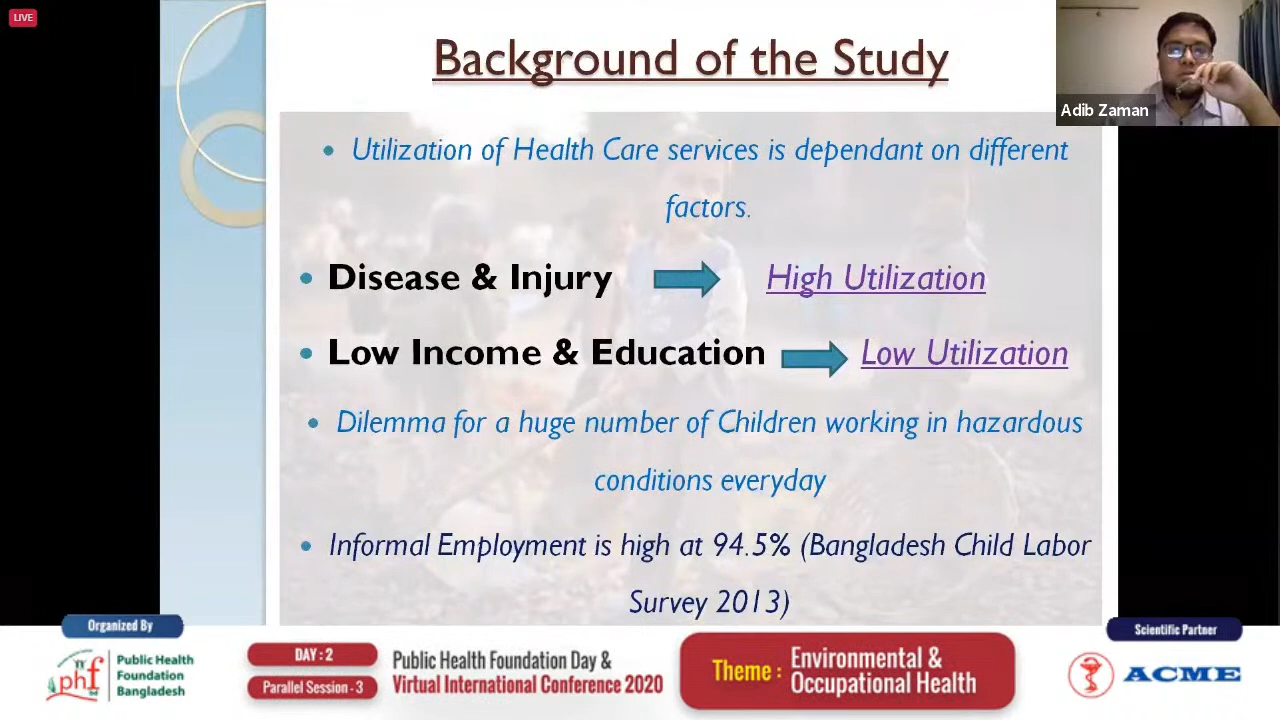 LIVE
Background of the Study
Adib Zaman
• Utilization of Health Care services is dependant on different
factors.
• Disease & Injury High Utilization
• Low Income & Education Low Utilization
• Dilemma for a huge number of Children working in hazardous
conditions everyday
• Informal Employment is high at 94.5% (Bangladesh Child Labor
Survey 2013)
Organized By
phf
Public Health
Foundation
Bangladesh
DAY : 2
Parallel Session - 3
Public Health Foundation Day &
Virtual International Conference 2020
Theme :
Environmental &
Occupational Health
Scientific Partner
ACME